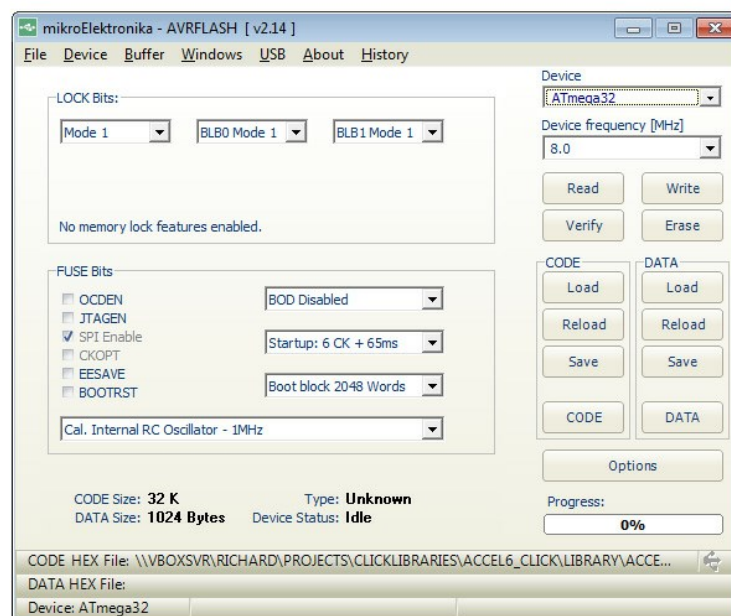 mikroElektronika - AVRFLASH [ v2.14 ]
File Device Buffer Windows USB About History
LOCK Bits:
Mode 1 BLB0 Mode 1 BLB1 Mode 1
No memory lock features enabled.
FUSE Bits
OCDEN
JTAGEN
SPI Enable
CKOPT
EESAVE
BOOTRST
BOD Disabled
Startup: 6 CK + 65ms
Boot block 2048 Words
Cal. Internal RC Oscillator - 1MHz
CODE Size: 32 K Type: Unknown
DATA Size: 1024 Bytes Device Status: Idle
Device
ATmega32
Device frequency [MHz]
8.0
Read Write
Verify Erase
CODE DATA
Load Load
Reload Reload
Save Save
CODE DATA
Options
Progress:
0%
CODE HEX File: \\VBOXSVR\RICHARD\PROJECTS\CLICKLIBRARIES\ACCEL6_CLICK\LIBRARY\ACCE...
DATA HEX File:
Device: ATmega32